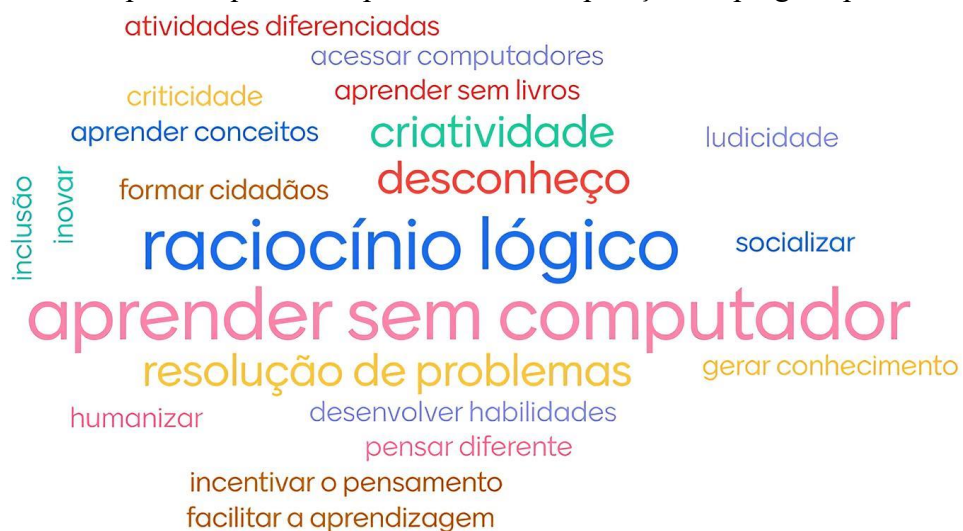 atividades diferenciadas
acessar computadores
criticidade
aprender sem livros
aprender conceitos
criatividade
ludicidade
inclusão
inovar
formar cidadãos
desconheço
raciocínio lógico
socializar
aprender sem computador
resolução de problemas
gerar conhecimento
humanizar
desenvolver habilidades
pensar diferente
incentivar o pensamento
facilitar a aprendizagem